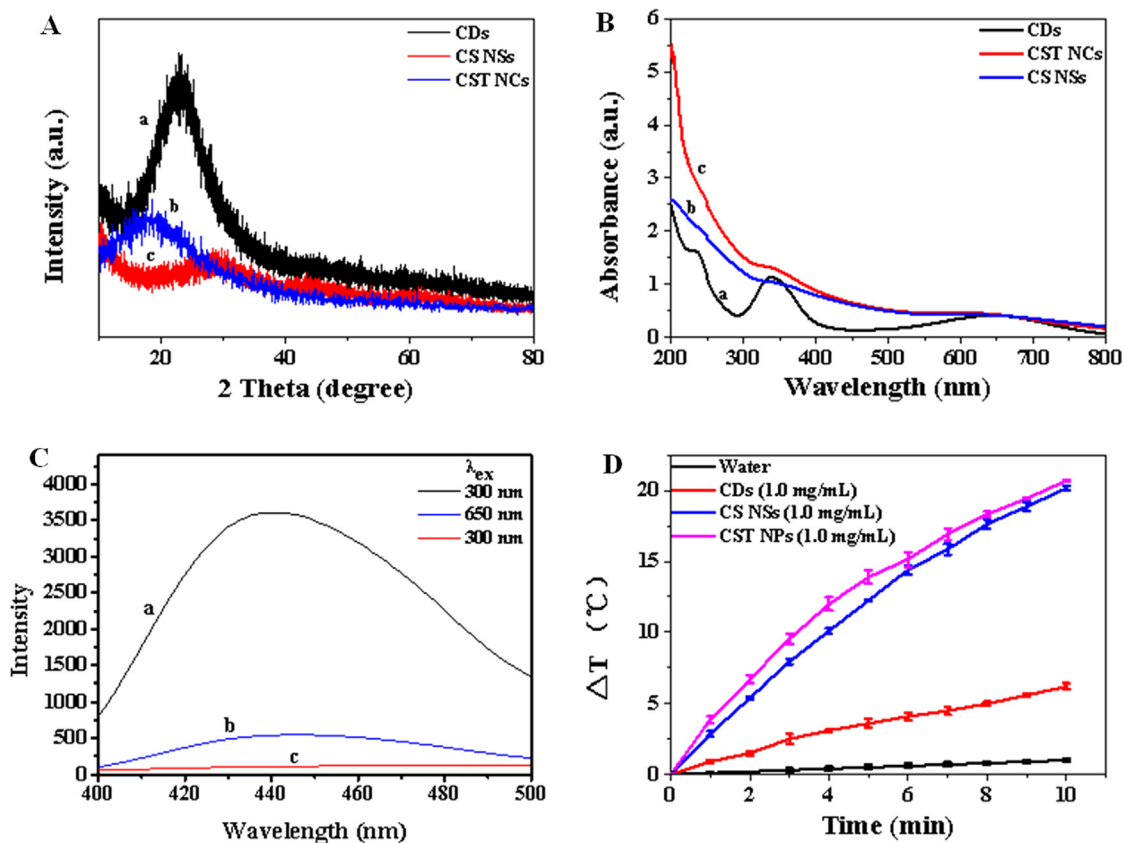 A
CDs
CS NSs
CST NCs
a
b
c
Intensity (a.u.)
20 40 60 80
2 Theta (degree)
B
CDs
CST NCs
CS NSs
6
5
4
3
2
1
0
c
b
a
Absorbance (a.u.)
200 300 400 500 600 700 800
Wavelength (nm)
C
λex
300 nm
650 nm
300 nm
4000
3500
3000
2500
2000
1500
1000
500
0
a
b
c
Intensity
400 420 440 460 480 500
Wavelength (nm)
D
Water
CDs (1.0 mg/mL)
CS NSs (1.0 mg/mL)
CST NPs (1.0 mg/mL)
20
15
10
5
0
△T (℃)
0 2 4 6 8 10
Time (min)